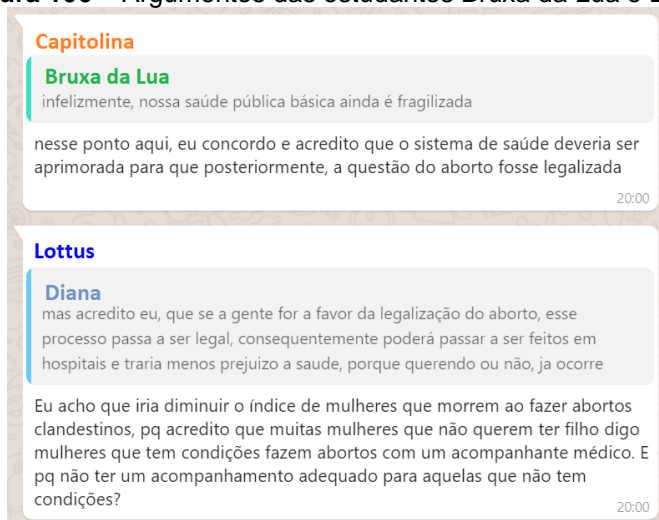 Argumentos das estudantes Bruxa da Lua e
Capitolina
Bruxa da Lua
infelizmente, nossa saúde pública básica ainda é fragilizada
nesse ponto aqui, eu concordo e acredito que o sistema de saúde deveria ser
aprimorada para que posteriormente, a questão do aborto fosse legalizada
20:00
Lottus
Diana
mas acredito eu, que se a gente for a favor da legalização do aborto, esse
processo passa a ser legal, consequentemente poderá passar a ser feitos em
hospitais e traria menos prejuizo a saude, porque querendo ou não, ja ocorre
Eu acho que iria diminuir o índice de mulheres que morrem ao fazer abortos
clandestinos, pq acredito que muitas mulheres que não querem ter filho digo
mulheres que tem condições fazem abortos com um acompanhante médico. E
pq não ter um acompanhamento adequado para aquelas que não tem
condições?
20:00